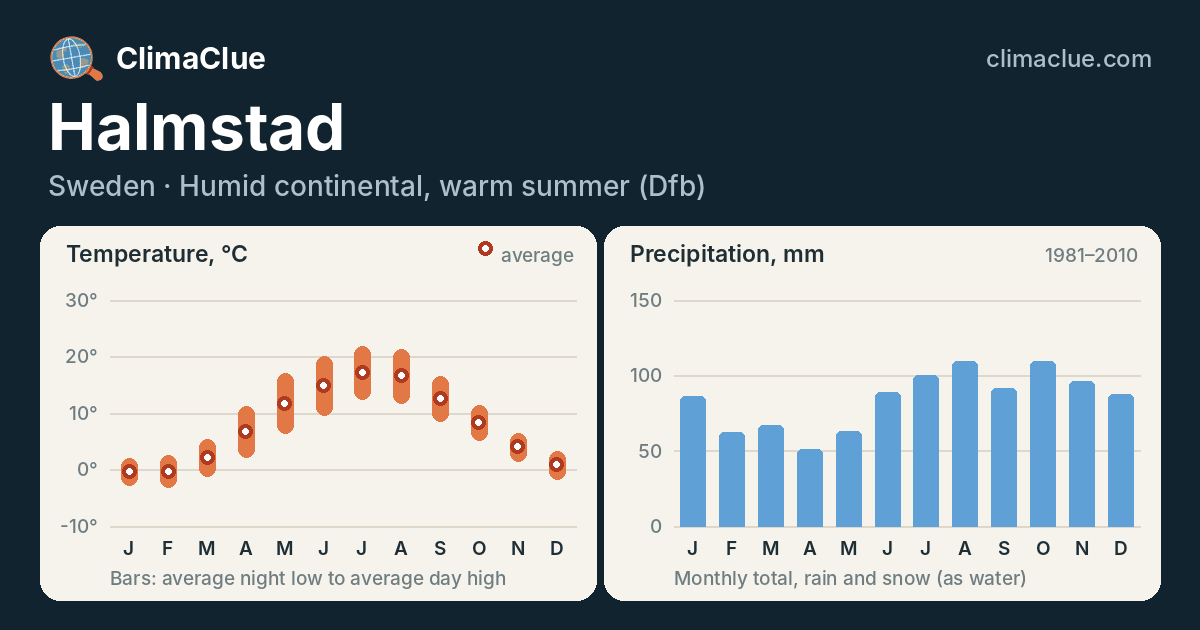 ClimaClue
climaclue.com
Halmstad
Sweden · Humid continental, warm summer (Dfb)
Temperature, °C
average
30°
20°
10°
0°
-10°
J F M A M J J A S O N D
Bars: average night low to average day high
Precipitation, mm
1981–2010
150
100
50
0
J F M A M J J A S O N D
Monthly total, rain and snow (as water)